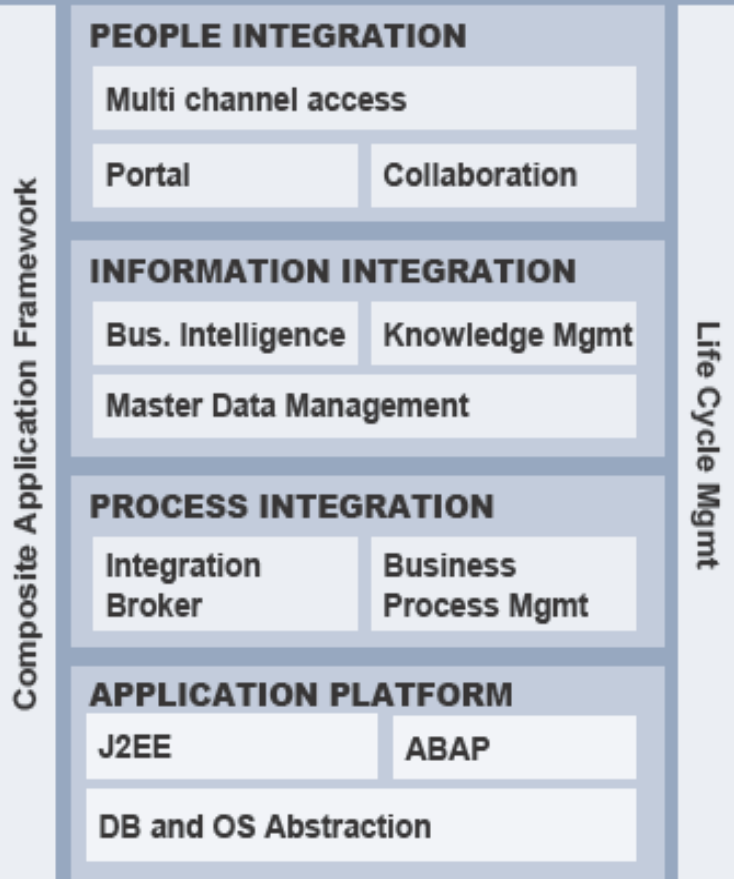 Composite Application Framework
PEOPLE INTEGRATION
Multi channel access
Portal
Collaboration
INFORMATION INTEGRATION
Bus. Intelligence
Knowledge Mgmt
Master Data Management
PROCESS INTEGRATION
Integration
Broker
Business
Process Mgmt
APPLICATION PLATFORM
J2EE
ABAP
DB and OS Abstraction
Life Cycle Mgmt